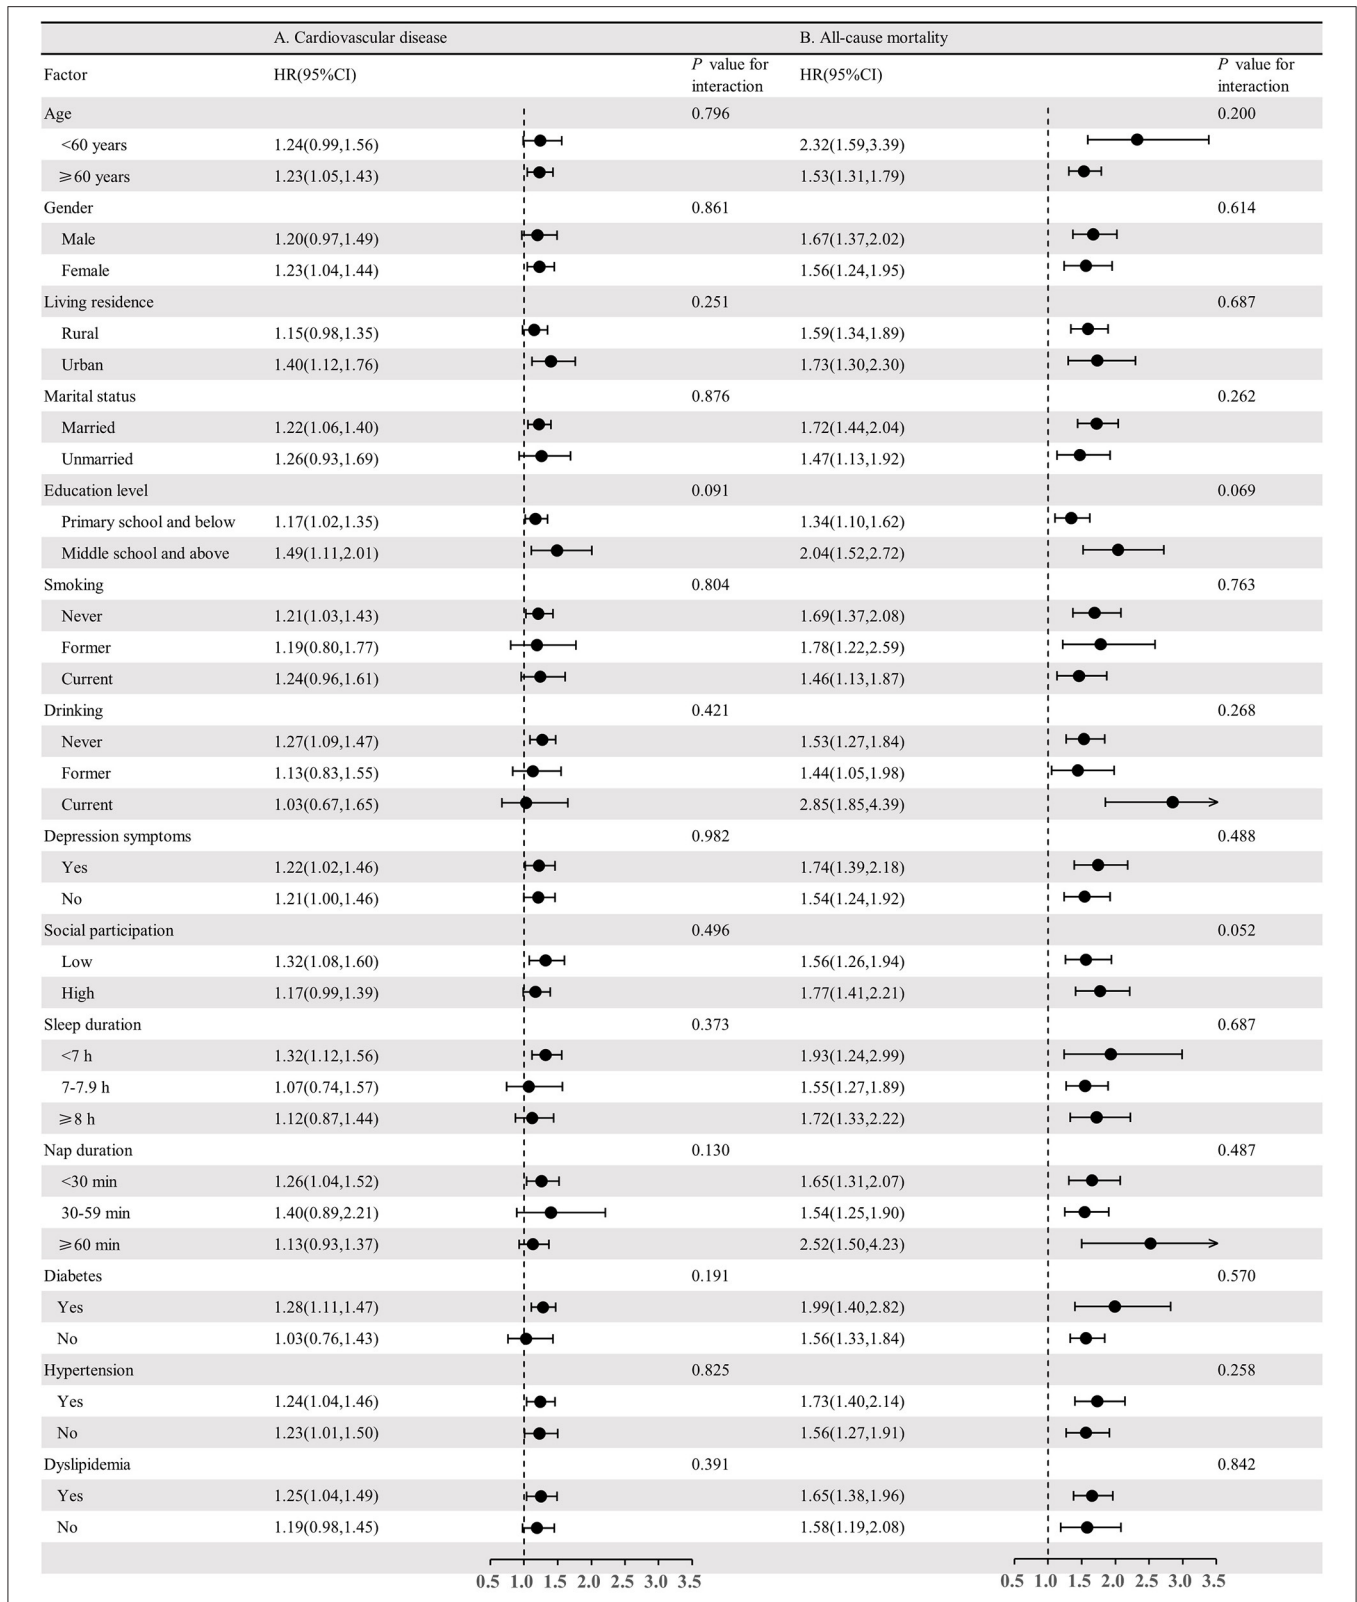 A. Cardiovascular disease B. All-cause mortality
Factor HR(95%CI) P value for interaction HR(95%CI) P value for interaction
Age 0.796 0.200
<60 years 1.24(0.99,1.56) 2.32(1.59,3.39)
⩾60 years 1.23(1.05,1.43) 1.53(1.31,1.79)
Gender 0.861 0.614
Male 1.20(0.97,1.49) 1.67(1.37,2.02)
Female 1.23(1.04,1.44) 1.56(1.24,1.95)
Living residence 0.251 0.687
Rural 1.15(0.98,1.35) 1.59(1.34,1.89)
Urban 1.40(1.12,1.76) 1.73(1.30,2.30)
Marital status 0.876 0.262
Married 1.22(1.06,1.40) 1.72(1.44,2.04)
Unmarried 1.26(0.93,1.69) 1.47(1.13,1.92)
Education level 0.091 0.069
Primary school and below 1.17(1.02,1.35) 1.34(1.10,1.62)
Middle school and above 1.49(1.11,2.01) 2.04(1.52,2.72)
Smoking 0.804 0.763
Never 1.21(1.03,1.43) 1.69(1.37,2.08)
Former 1.19(0.80,1.77) 1.78(1.22,2.59)
Current 1.24(0.96,1.61) 1.46(1.13,1.87)
Drinking 0.421 0.268
Never 1.27(1.09,1.47) 1.53(1.27,1.84)
Former 1.13(0.83,1.55) 1.44(1.05,1.98)
Current 1.03(0.67,1.65) 2.85(1.85,4.39)
Depression symptoms 0.982 0.488
Yes 1.22(1.02,1.46) 1.74(1.39,2.18)
No 1.21(1.00,1.46) 1.54(1.24,1.92)
Social participation 0.496 0.052
Low 1.32(1.08,1.60) 1.56(1.26,1.94)
High 1.17(0.99,1.39) 1.77(1.41,2.21)
Sleep duration 0.373 0.687
<7 h 1.32(1.12,1.56) 1.93(1.24,2.99)
7-7.9 h 1.07(0.74,1.57) 1.55(1.27,1.89)
⩾8 h 1.12(0.87,1.44) 1.72(1.33,2.22)
Nap duration 0.130 0.487
<30 min 1.26(1.04,1.52) 1.65(1.31,2.07)
30-59 min 1.40(0.89,2.21) 1.54(1.25,1.90)
⩾60 min 1.13(0.93,1.37) 2.52(1.50,4.23)
Diabetes 0.191 0.570
Yes 1.28(1.11,1.47) 1.99(1.40,2.82)
No 1.03(0.76,1.43) 1.56(1.33,1.84)
Hypertension 0.825 0.258
Yes 1.24(1.04,1.46) 1.73(1.40,2.14)
No 1.23(1.01,1.50) 1.56(1.27,1.91)
Dyslipidemia 0.391 0.842
Yes 1.25(1.04,1.49) 1.65(1.38,1.96)
No 1.19(0.98,1.45) 1.58(1.19,2.08)
0.5 1.0 1.5 2.0 2.5 3.0 3.5 0.5 1.0 1.5 2.0 2.5 3.0 3.5